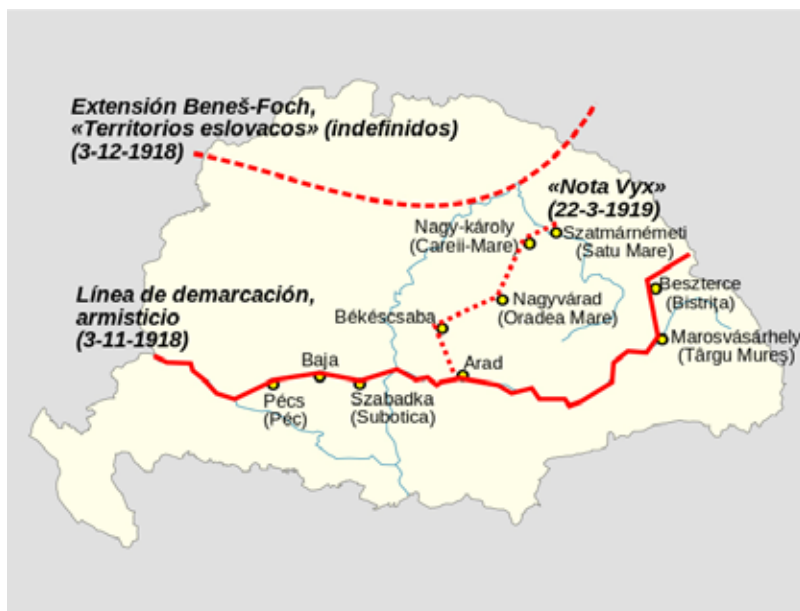 Extensión Beneš-Foch,
«Territorios eslovacos» (indefinidos)
(3-12-1918)
«Nota Vyx»
(22-3-1919)
Nagy-károly
(Careii-Mare)
Szatmárnémeti
(Satu Mare)
Línea de demarcación,
armisticio
(3-11-1918)
Békéscsaba
Nagyvárad
(Oradea Mare)
Beszterce
(Bistrița)
Marosvásárhely
(Târgu Mureș)
Baja
Arad
Pécs
(Péc)
Szabadka
(Subotica)